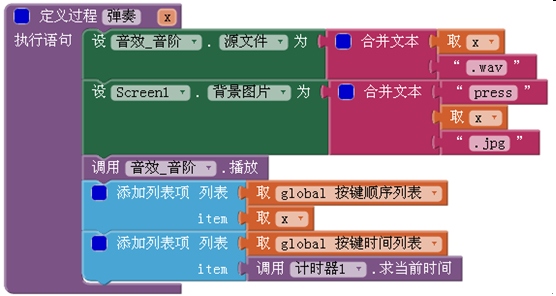 定义过程 弹奏 x
执行语句 设 音效_音阶 . 源文件 为 合并文本 取 x
“ .wav ”
设 Screen1 . 背景图片 为 合并文本 “ press ”
取 x
“ .jpg ”
调用 音效_音阶 .播放
添加列表项 列表 取 global 按键顺序列表
item 取 x
添加列表项 列表 取 global 按键时间列表
item 调用 计时器1 .求当前时间